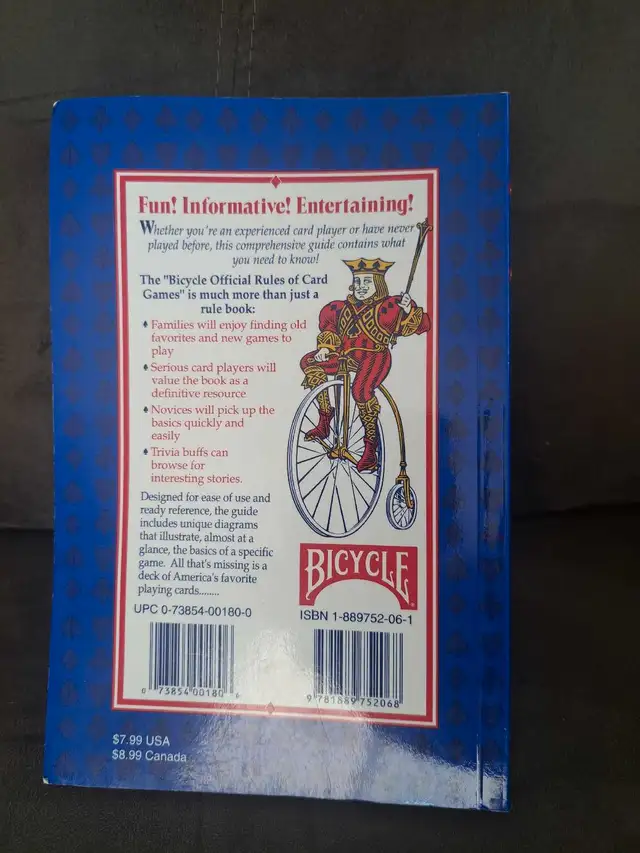 Fun! Informative! Entertaining!
Whether you're an experienced card player or have never
played before, this comprehensive guide contains what
you need to know!
The "Bicycle Official Rules of Card
Games" is much more than just a
rule book:
Families will enjoy finding old
favorites and new games to
play
Serious card players will
value the book as a
definitive resource
Novices will pick up the
basics quickly and
easily
Trivia buffs can
browse for
interesting stories.
Designed for ease of use and
ready reference, the guide
includes unique diagrams
that illustrate, almost at a
glance, the basics of a specific
game. All that's missing is a
deck of America's favorite
playing cards........
BICYCLE
UPC 0-73854-00180-0
ISBN 1-889752-06-1
0 73854 00180
9 781889 752068
$7.99 USA
$8.99 Canada